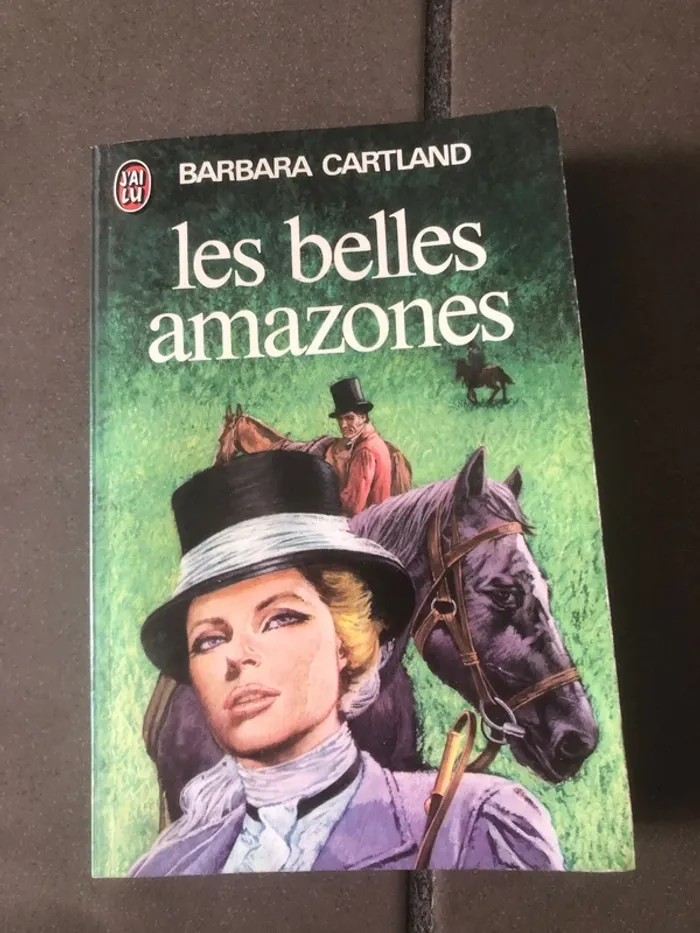 J'AI
LU
BARBARA CARTLAND
les belles
amazones